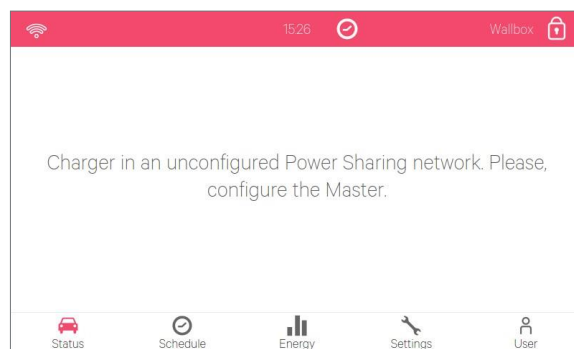 15:26 Wallbox
Charger in an unconfigured Power Sharing network. Please,
configure the Master.
Status Schedule Energy Settings User